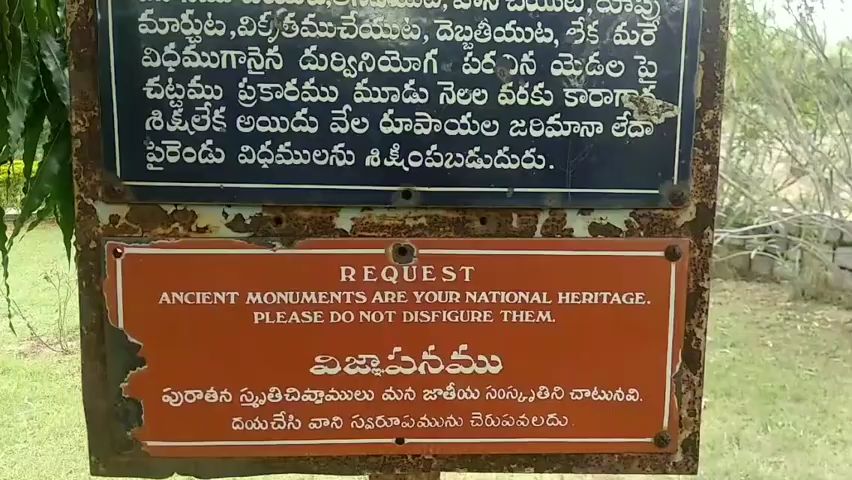 మార్చుట, విక్రతముచేయుట, దెబ్బతీయుట, లేక మరే
విధముగానైన దుర్వినియోగ పరచిన యెడల పై
చట్టము ప్రకారము మూడు నెలల వరకు
శిక్షలేక అయిదు వేల రూపాయల జరిమానా లేదా
పైరెండు విధములును శిక్షింపబడుదురు.
REQUEST
ANCIENT MONUMENTS ARE YOUR NATIONAL HERITAGE.
PLEASE DO NOT DISFIGURE THEM.
విజ్ఞాపనము
పురాతన స్మృతిచిహ్నములు మన జాతీయ సంస్కృతిని చాటునవి.
దయచేసి వాని స్వరూపమును చెరుపవలదు.